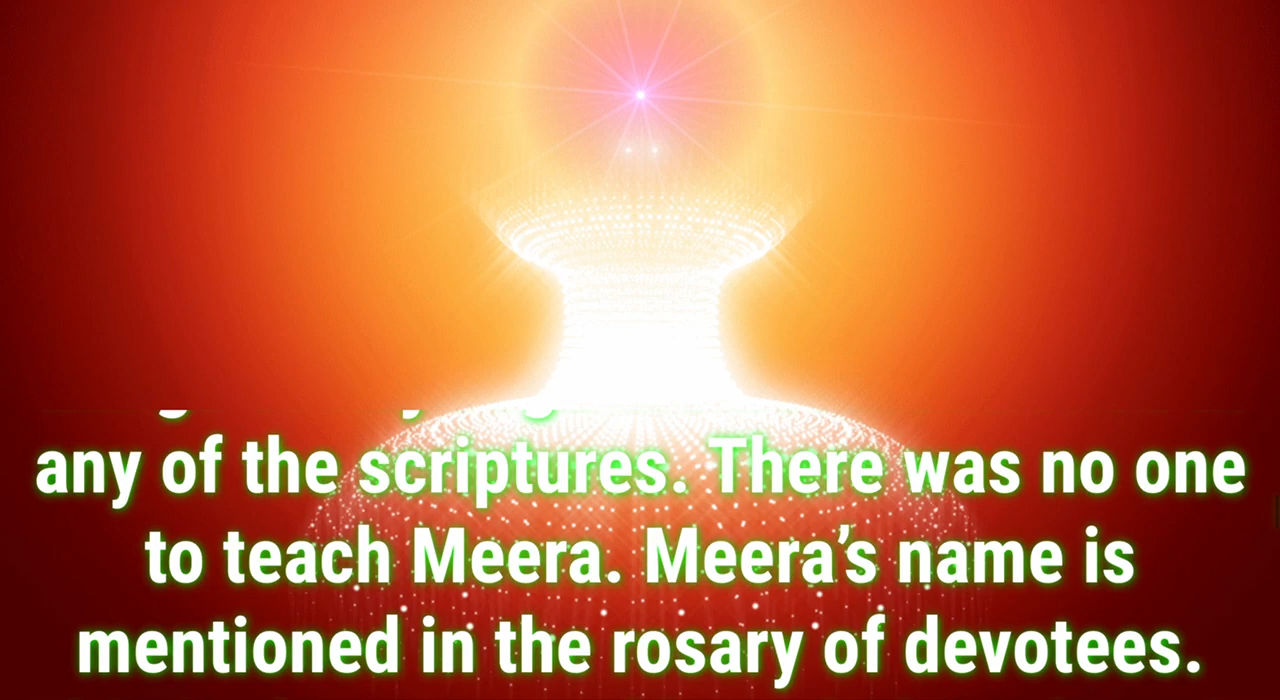 any of the scriptures. There was no one
to teach Meera. Meera’s name is
mentioned in the rosary of devotees.